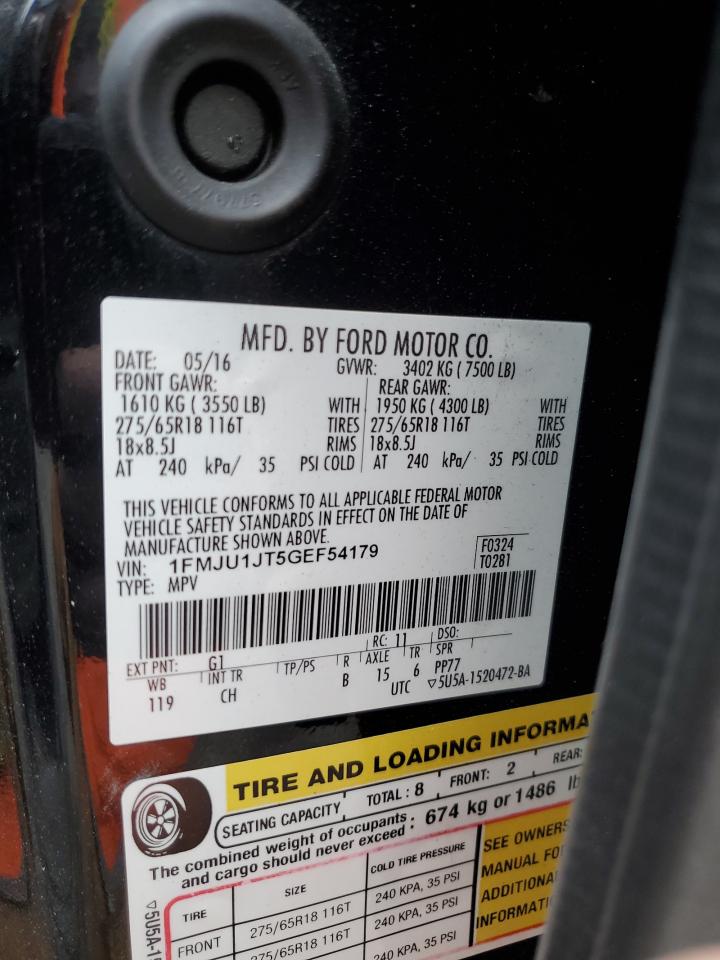 MFD. BY FORD MOTOR CO.
DATE: 05/16 GVWR: 3402 KG ( 7500 LB)
FRONT GAWR: REAR GAWR:
1610 KG ( 3550 LB) WITH 1950 KG ( 4300 LB) WITH
275/65R18 116T TIRES 275/65R18 116T TIRES
18x8.5J RIMS 18x8.5J RIMS
AT 240 kPa/ 35 PSI COLD AT 240 kPa/ 35 PSI COLD
THIS VEHICLE CONFORMS TO ALL APPLICABLE FEDERAL MOTOR
VEHICLE SAFETY STANDARDS IN EFFECT ON THE DATE OF
MANUFACTURE SHOWN ABOVE.
VIN: 1FMJU1JT5GEF54179 F0324
TYPE: MPV T0281
EXT PNT: G1 RC: 11 DSO:
WB INT TR TP/PS R AXLE TR SPR
119 CH B 15 6 PP77
UTC ▽5U5A-1520472-BA
TIRE AND LOADING INFORMA
SEATING CAPACITY TOTAL : 8 FRONT: 2 REAR:
The combined weight of occupants
and cargo should never exceed : 674 kg or 1486 lb
TIRE SIZE COLD TIRE PRESSURE
FRONT 275/65R18 116T 240 KPA, 35 PSI
275/65R18 116T 240 KPA, 35 PSI
240 KPA, 35 PSI
SEE OWNERS
MANUAL FO
ADDITIONA
INFORMATI
▽5U5A-15